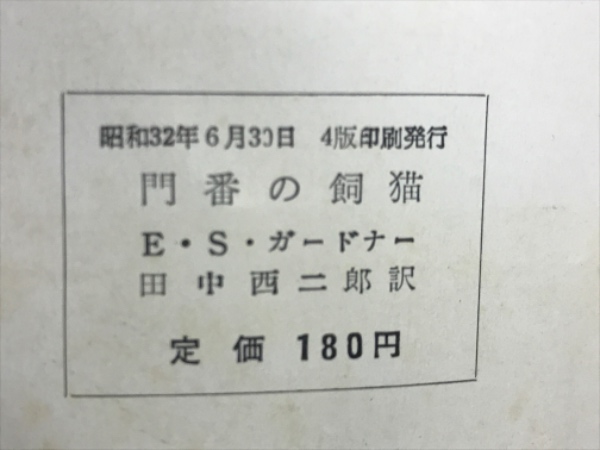 昭和32年6月30日 4版印刷発行
門番の飼猫
E・S・ガードナー
田中西二郎訳
定価 180円